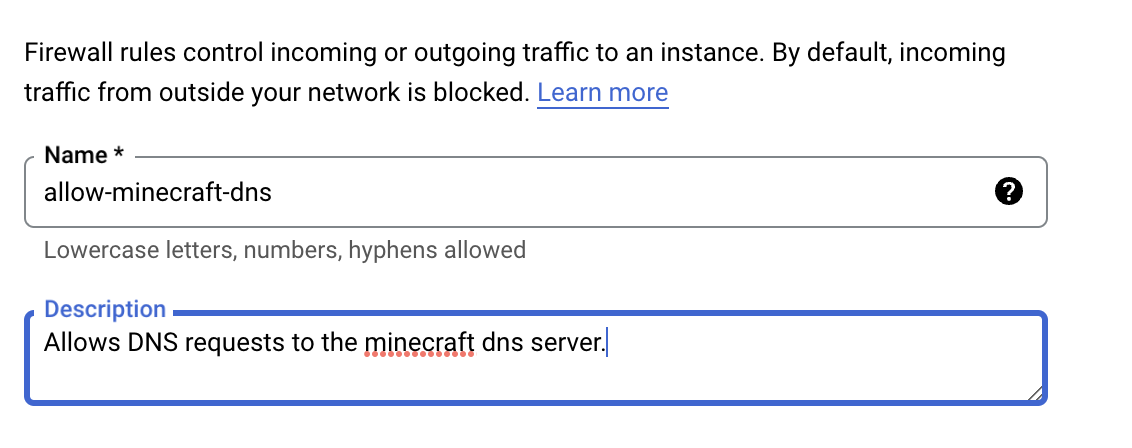 Firewall rules control incoming or outgoing traffic to an instance. By default, incoming
traffic from outside your network is blocked. Learn more
Name *
allow-minecraft-dns
?
Lowercase letters, numbers, hyphens allowed
Description
Allows DNS requests to the minecraft dns server.